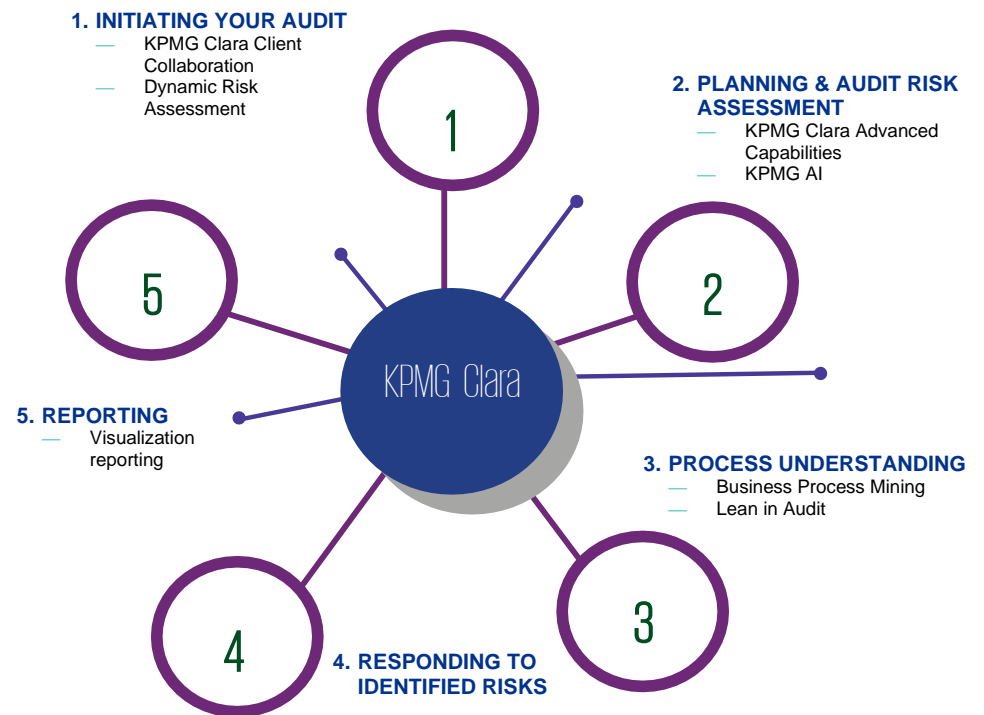 1. INITIATING YOUR AUDIT
— KPMG Clara Client
Collaboration
— Dynamic Risk
Assessment
1
2. PLANNING & AUDIT RISK
ASSESSMENT
— KPMG Clara Advanced
Capabilities
— KPMG AI
2
5
KPMG Clara
5. REPORTING
— Visualization
reporting
3. PROCESS UNDERSTANDING
— Business Process Mining
— Lean in Audit
3
4
4. RESPONDING TO
IDENTIFIED RISKS